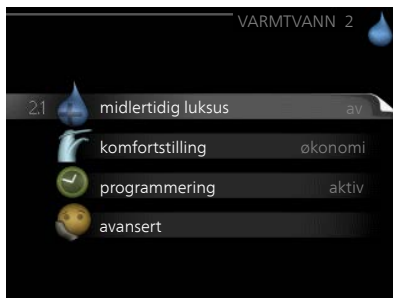 VARMTVANN 2
2.1 midlertidig luksus av
komfortstilling økonomi
programmering aktiv
avansert